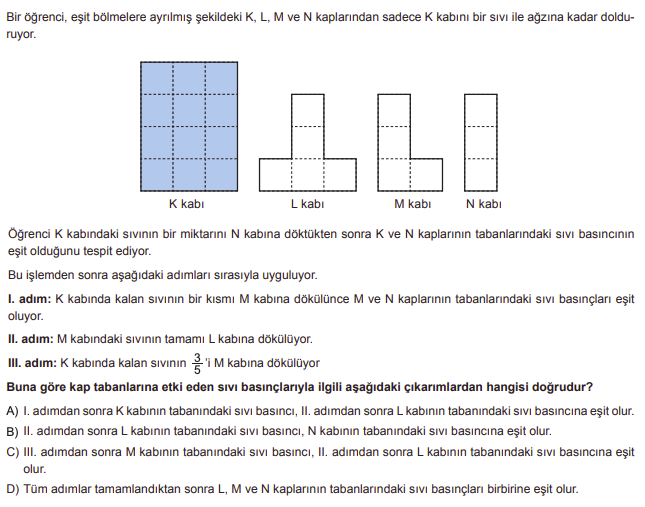 Bir öğrenci, eşit bölmelere ayrılmış şekildeki K, L, M ve N kaplarından sadece K kabını bir sıvı ile ağzına kadar doldu-
ruyor.
K kabı
L kabı
M kabı
N kabı
Öğrenci K kabındaki sıvının bir miktarını N kabına döktükten sonra K ve N kaplarının tabanlarındaki sıvı basıncının
eşit olduğunu tespit ediyor.
Bu işlemden sonra aşağıdaki adımları sırasıyla uyguluyor.
I. adım: K kabında kalan sıvının bir kısmı M kabına dökülünce M ve N kaplarının tabanlarındaki sıvı basınçları eşit
oluyor.
II. adım: M kabındaki sıvının tamamı L kabına dökülüyor.
III. adım: K kabında kalan sıvının 3/5 'i M kabına dökülüyor
Buna göre kap tabanlarına etki eden sıvı basınçlarıyla ilgili aşağıdaki çıkarımlardan hangisi doğrudur?
A) I. adımdan sonra K kabının tabanındaki sıvı basıncı, II. adımdan sonra L kabının tabanındaki sıvı basıncına eşit olur.
B) II. adımdan sonra L kabının tabanındaki sıvı basıncı, N kabının tabanındaki sıvı basıncına eşit olur.
C) III. adımdan sonra M kabının tabanındaki sıvı basıncı, II. adımdan sonra L kabının tabanındaki sıvı basıncına eşit
olur.
D) Tüm adımlar tamamlandıktan sonra L, M ve N kaplarının tabanlarındaki sıvı basınçları birbirine eşit olur.